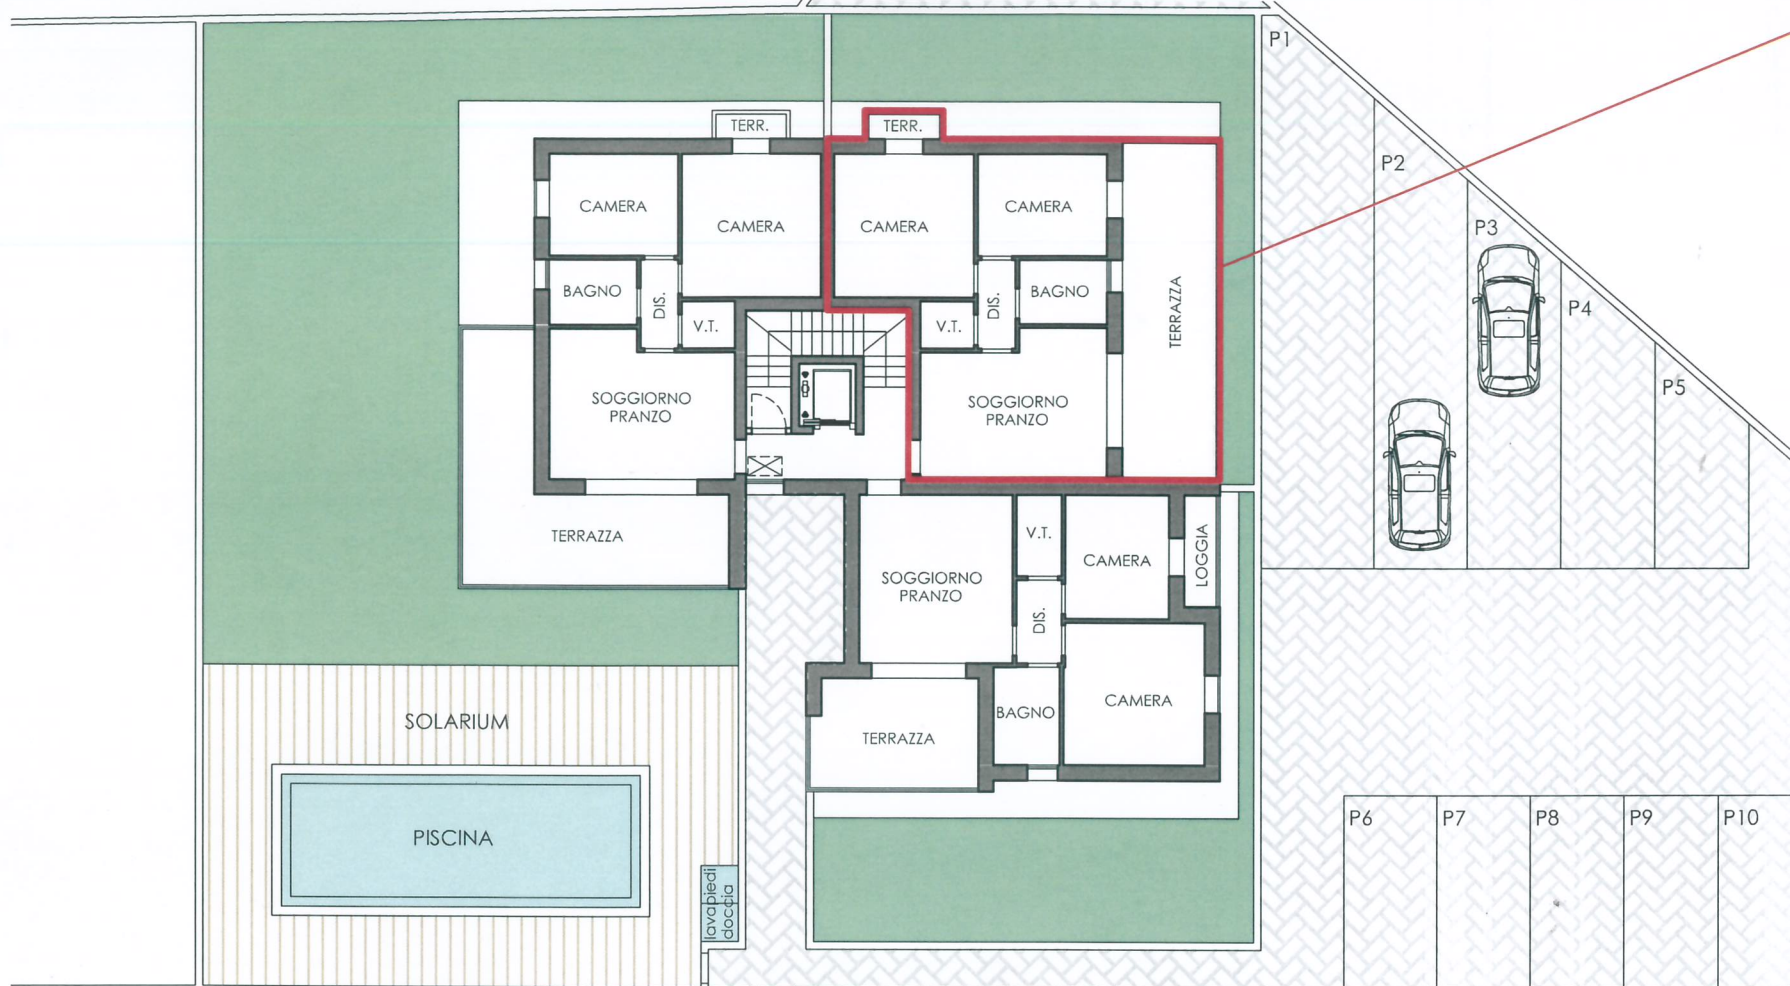 P1
P2
P3
P4
P5
TERR.
TERR.
CAMERA
CAMERA
CAMERA
CAMERA
BAGNO
DIS.
V.T.
V.T.
DIS.
BAGNO
TERRAZZA
SOGGIORNO
PRANZO
SOGGIORNO
PRANZO
TERRAZZA
SOGGIORNO
PRANZO
V.T.
CAMERA
LOGGIA
DIS.
BAGNO
CAMERA
TERRAZZA
SOLARIUM
PISCINA
lavapiedi
doccia
P6
P7
P8
P9
P10